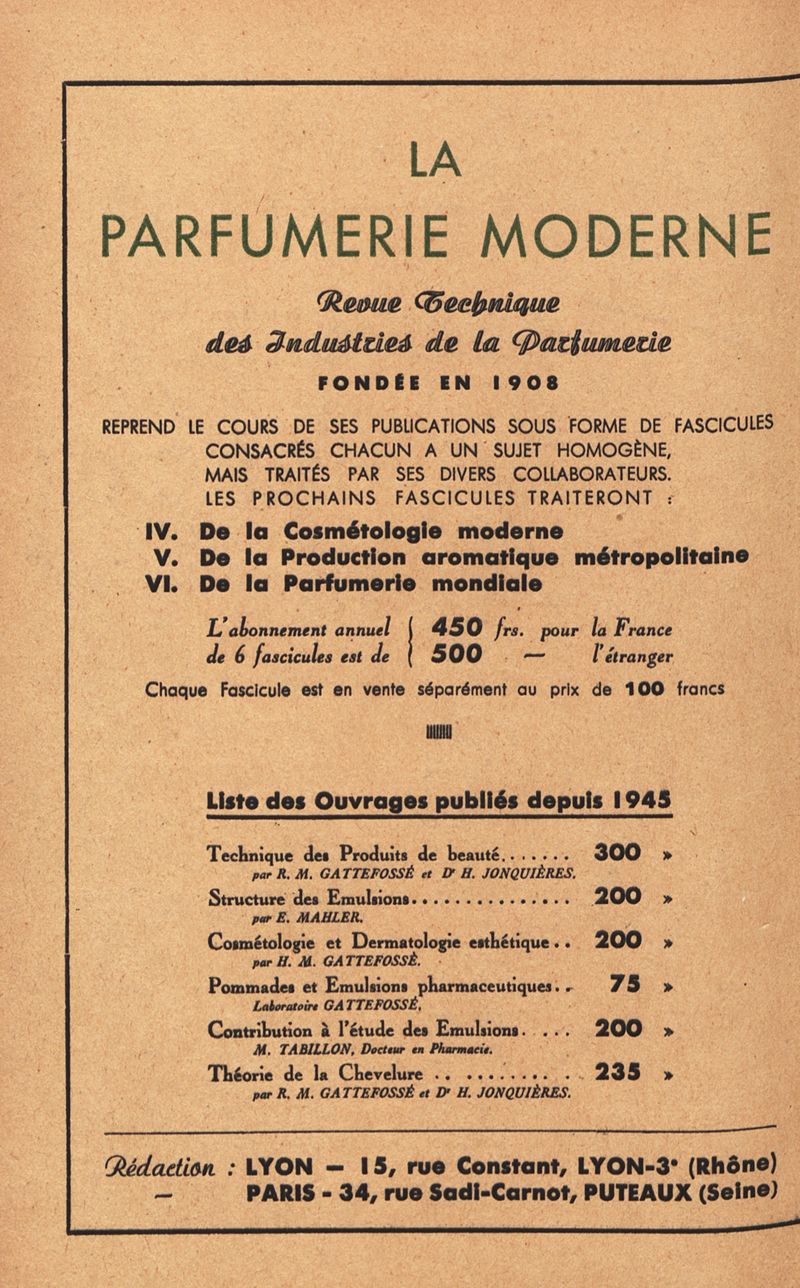 LA
PARFUMERIE MODERNE
Revue Technique
des Industries de la Parfumerie
FONDÉE EN 1908
REPREND LE COURS DE SES PUBLICATIONS SOUS FORME DE FASCICULES
CONSACRÉS CHACUN A UN SUJET HOMOGÈNE,
MAIS TRAITÉS PAR SES DIVERS COLLABORATEURS.
LES PROCHAINS FASCICULES TRAITERONT :
IV. De la Cosmétologie moderne
V. De la Production aromatique métropolitaine
VI. De la Parfumerie mondiale
L'abonnement annuel { 450 frs. pour la France
de 6 fascicules est de { 500 — l'étranger
Chaque Fascicule est en vente séparément au prix de 100 francs
Liste des Ouvrages publiés depuis 1945
Technique des Produits de beauté....... 300 »
par R. M. GATTEFOSSÉ et Dr H. JONQUIÈRES.
Structure des Emulsions............... 200 »
par E. MAHLER.
Cosmétologie et Dermatologie esthétique.. 200 »
par H. M. GATTEFOSSÈ.
Pommades et Emulsions pharmaceutiques.. 75 »
Laboratoire GATTEFOSSÉ,
Contribution à l'étude des Emulsions. ... 200 »
M. TABILLON, Docteur en Pharmacie.
Théorie de la Chevelure .. ......... . 235 »
par R. M. GATTEFOSSÉ et Dr H. JONQUIÈRES.
Rédaction : LYON — 15, rue Constant, LYON-3e (Rhône)
— PARIS - 34, rue Sadi-Carnot, PUTEAUX (Seine)